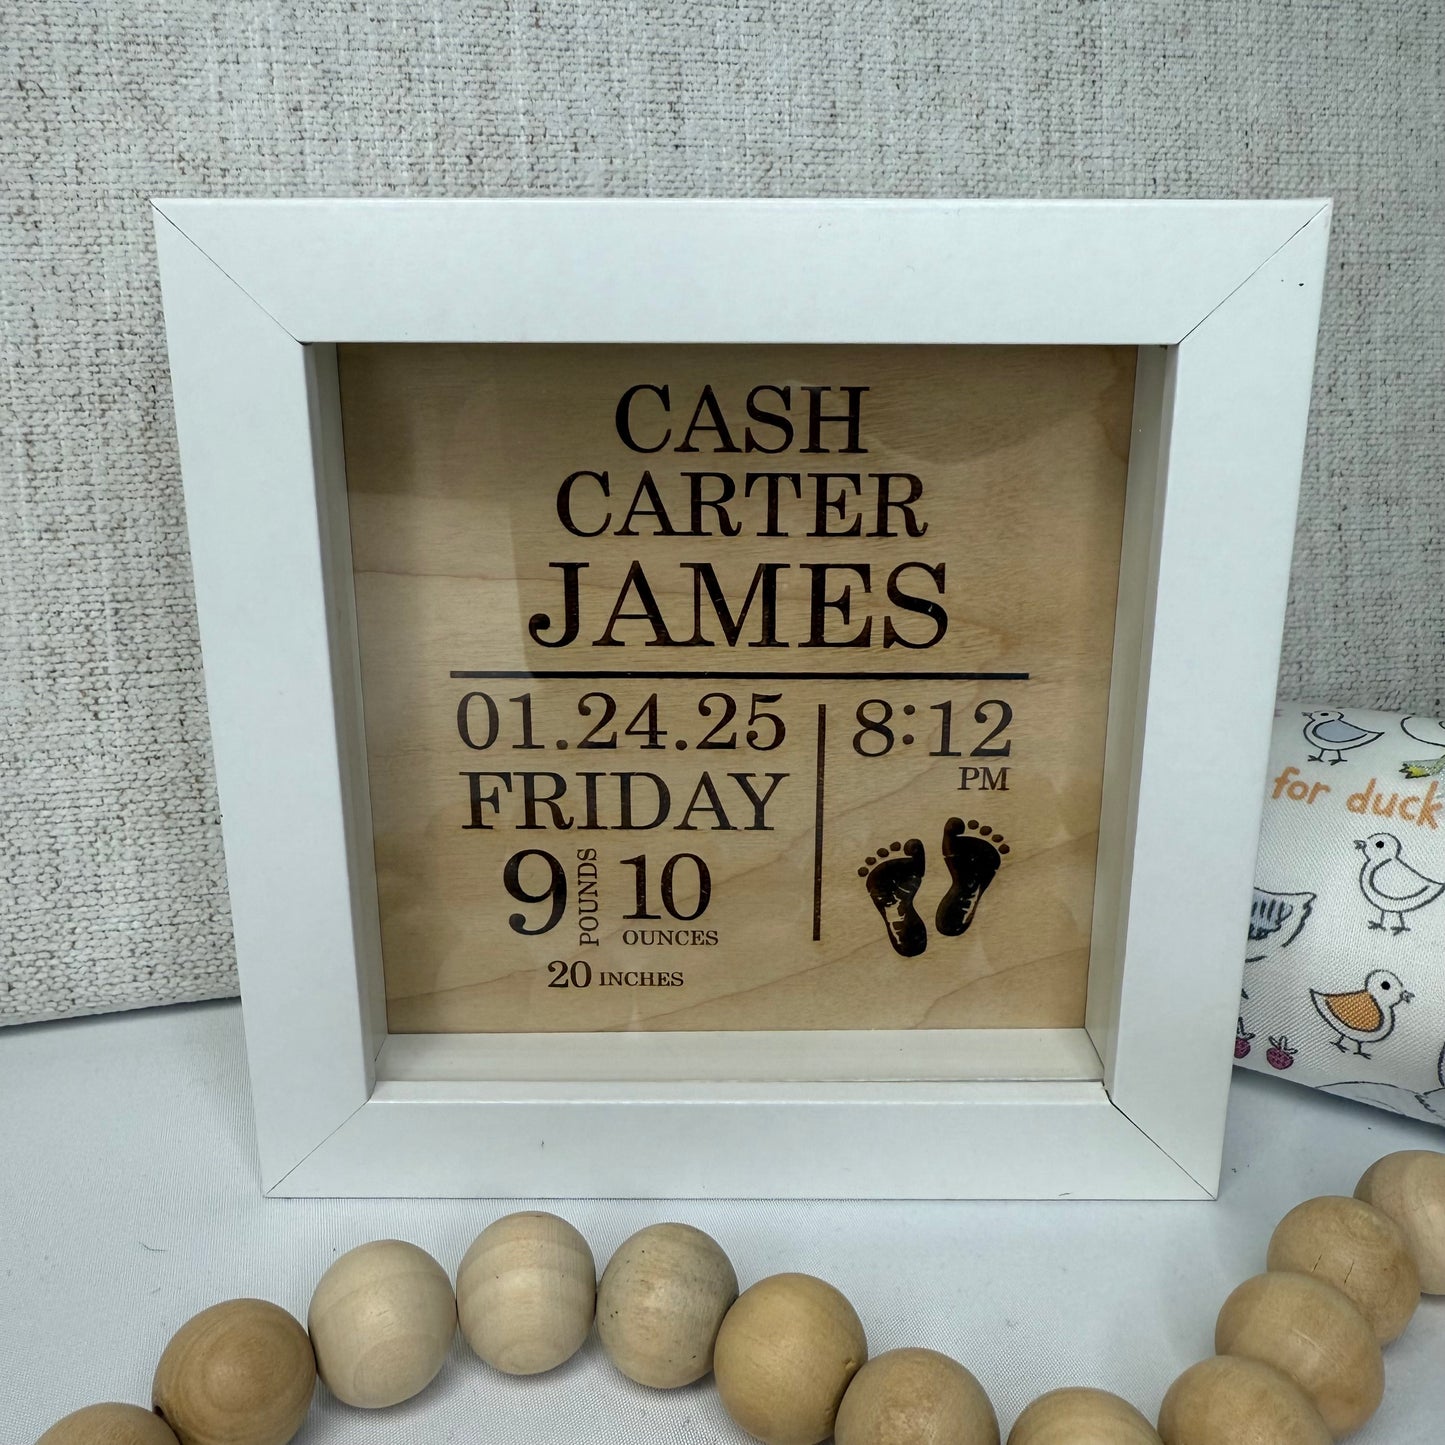 CASH
CARTER
JAMES
01.24.25
FRIDAY
9 POUNDS 10 OUNCES
20 INCHES
8:12
PM
for duck